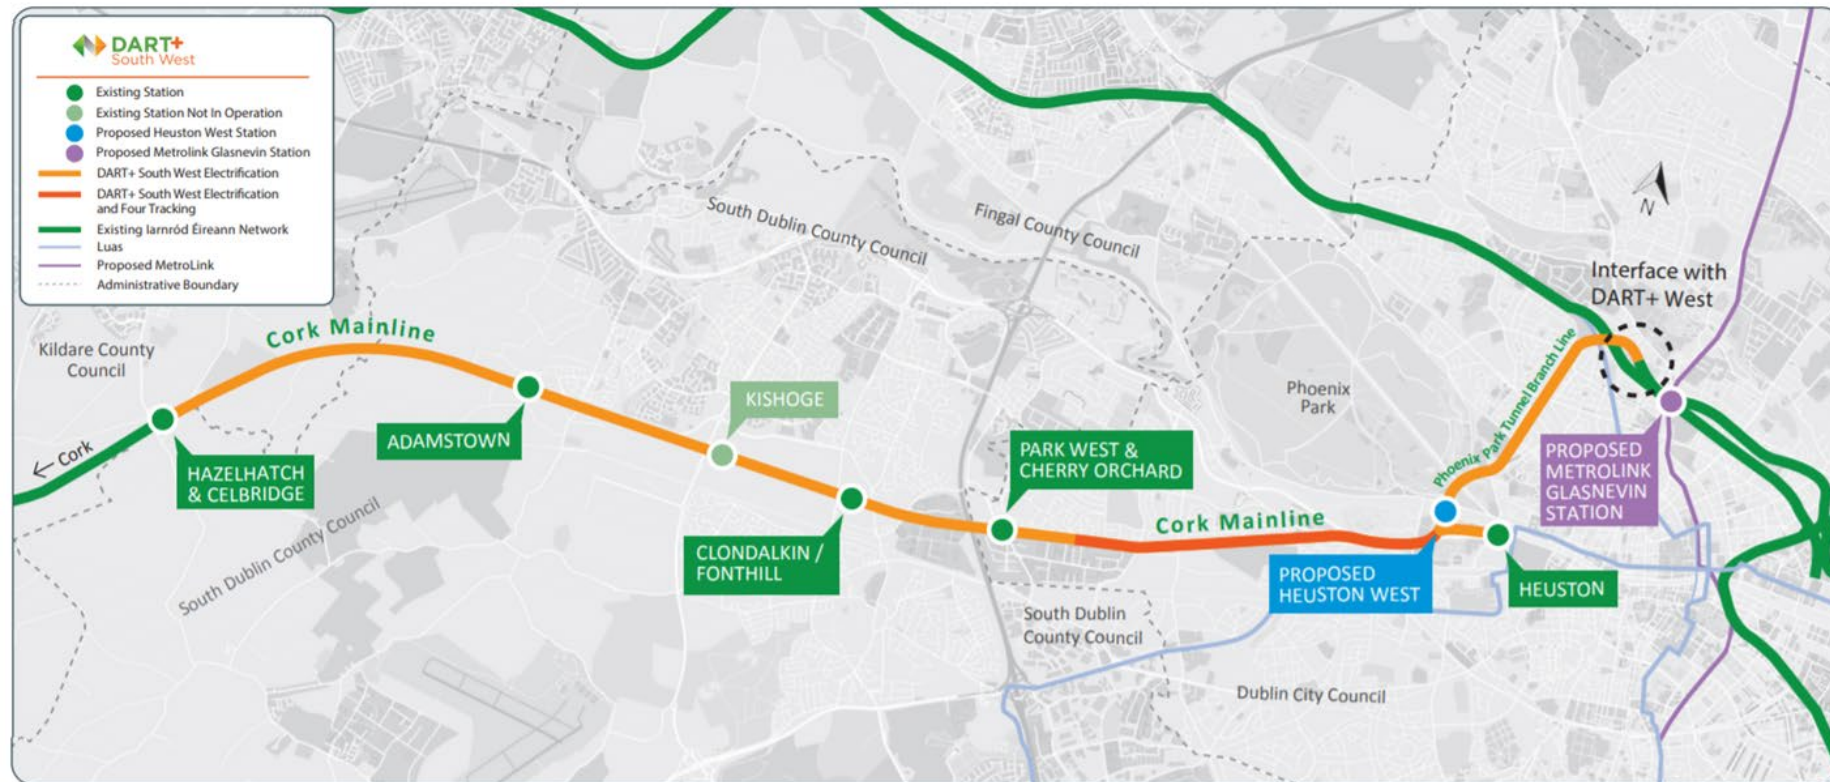 DART+
South West
Existing Station
Existing Station Not In Operation
Proposed Heuston West Station
Proposed Metrolink Glasnevin Station
DART+ South West Electrification
DART+ South West Electrification
and Four Tracking
Existing Iarnród Éireann Network
Luas
Proposed MetroLink
Administrative Boundary
South Dublin County Council
Fingal County Council
N
Interface with
DART+ West
Kildare County
Council
Cork Mainline
Phoenix Park Tunnel Branch Line
Phoenix
Park
KISHOGE
ADAMSTOWN
← Cork
HAZELHATCH
& CELBRIDGE
PARK WEST &
CHERRY ORCHARD
PROPOSED
METROLINK
GLASNEVIN
STATION
South Dublin County Council
CLONDALKIN /
FONTHILL
Cork Mainline
PROPOSED
HEUSTON WEST
HEUSTON
South Dublin
County Council
Dublin City Council